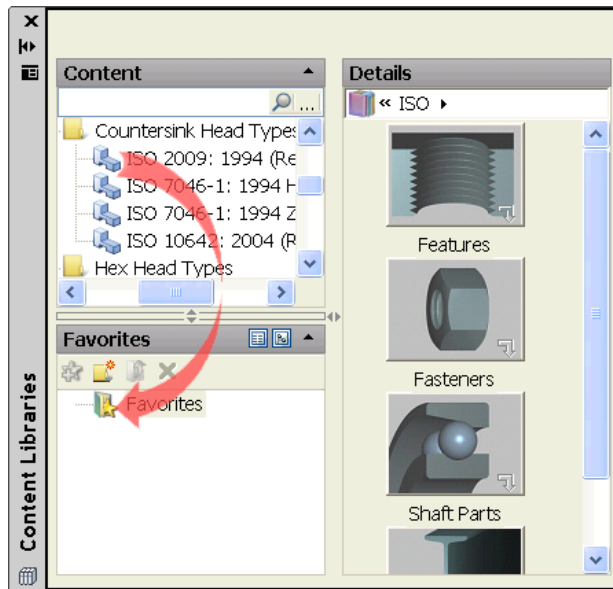 Content
...
Countersink Head Types
ISO 2009: 1994 (Re
ISO 7046-1: 1994 H
ISO 7046-1: 1994 Z
ISO 10642: 2004 (R
Hex Head Types
Favorites
Favorites
Details
« ISO
Features
Fasteners
Shaft Parts
Content Libraries